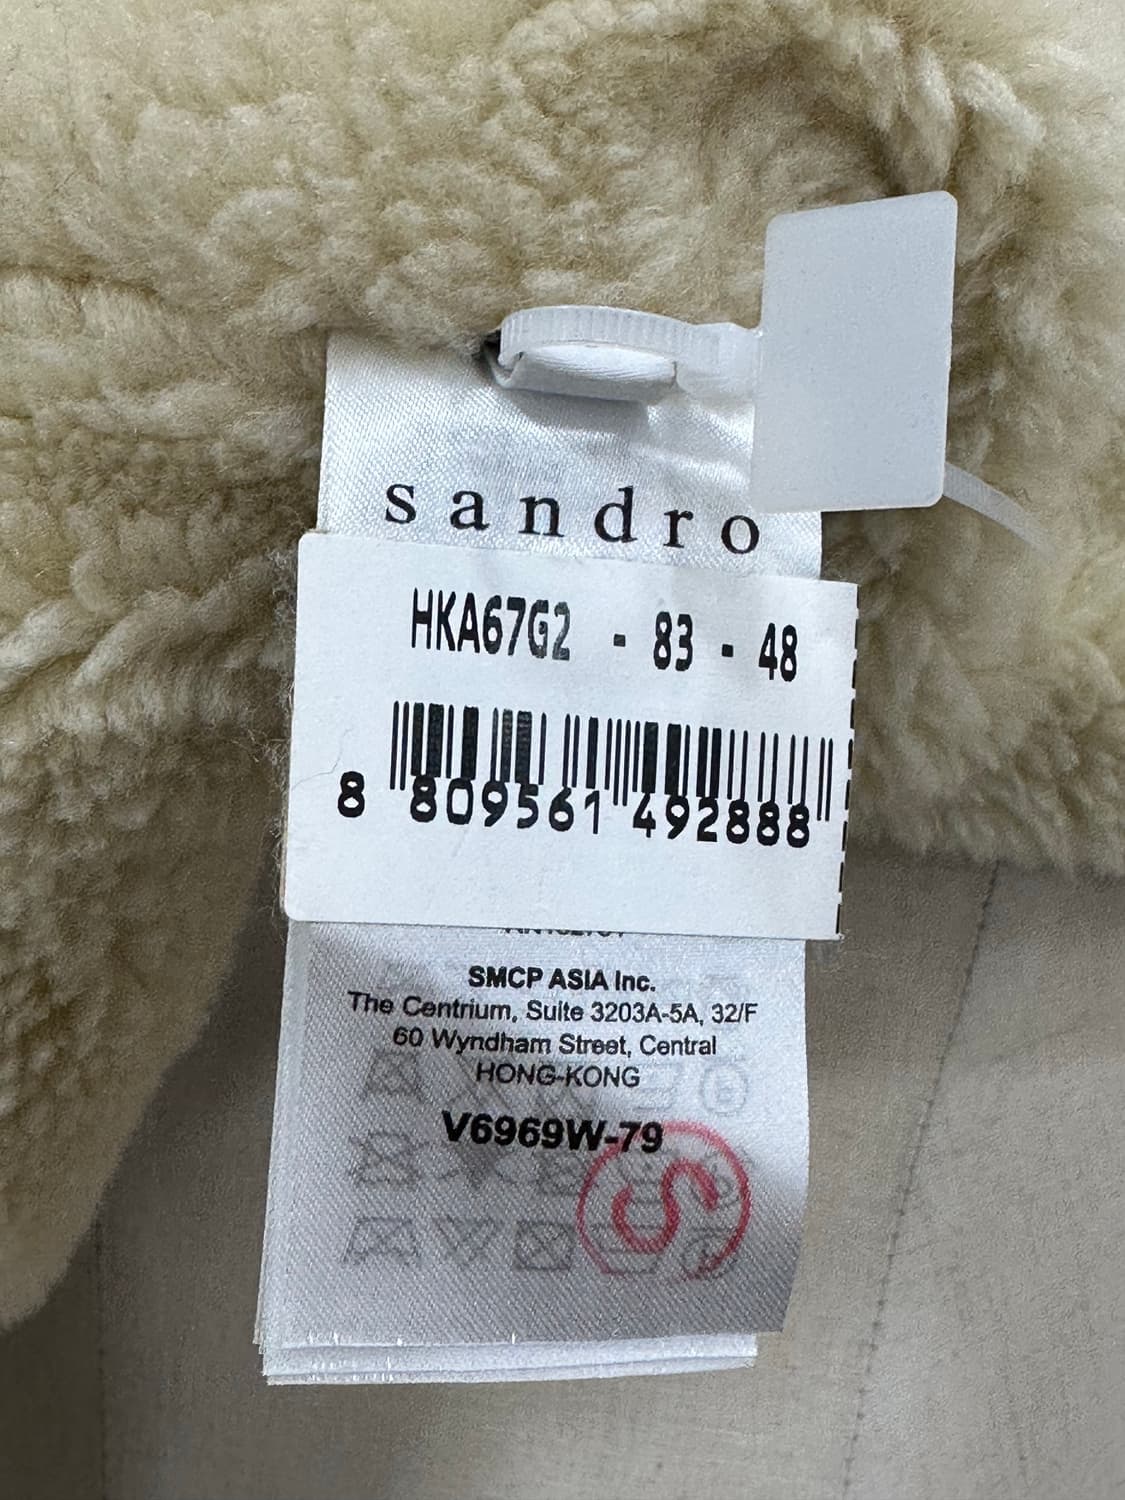 sandro
HKA67G2 - 83 - 48
8 809561 492888
SMCP ASIA Inc.
The Centrium, Suite 3203A-5A, 32/F
60 Wyndham Street, Central
HONG-KONG
V6969W-79
S